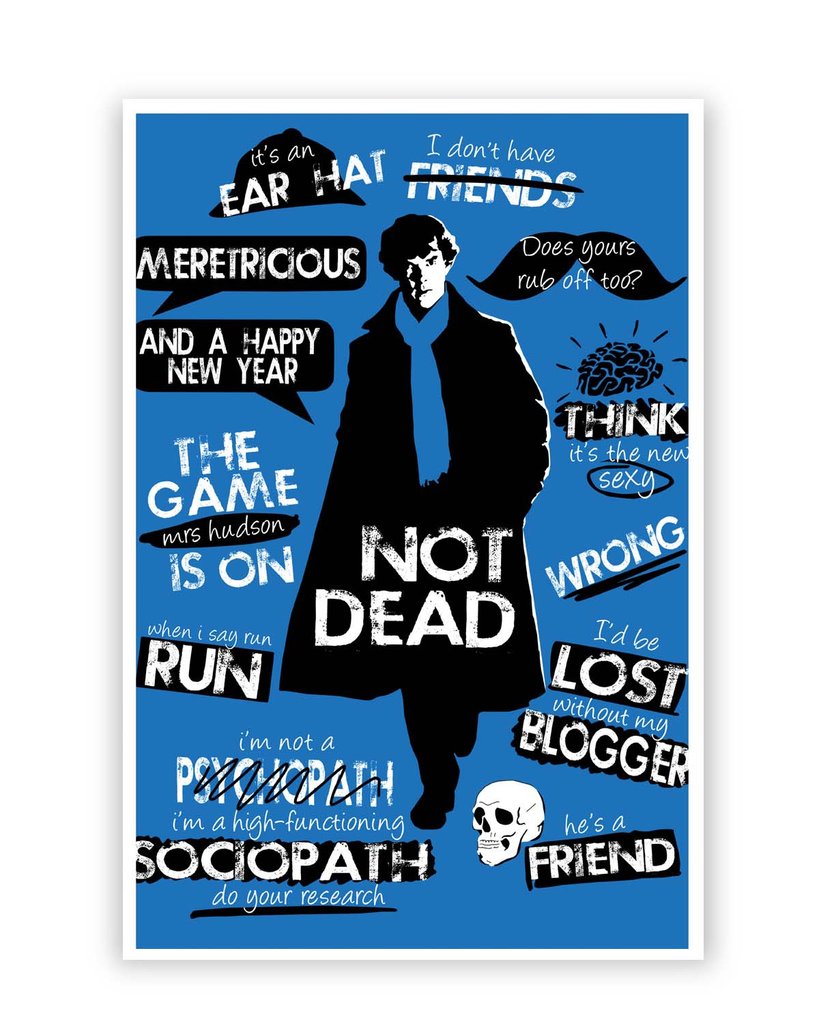 it's an
EAR HAT
I don't have
FRIENDS
MERETRICIOUS
Does yours
rub off too?
AND A HAPPY
NEW YEAR
THINK
it's the new
sexy
THE
GAME
mrs hudson
IS ON
NOT
DEAD
WRONG
when i say run
RUN
I'd be
LOST
without my
BLOGGER
i'm not a
PSYCHOPATH
i'm a high-functioning
SOCIOPATH
do your research
he's a
FRIEND